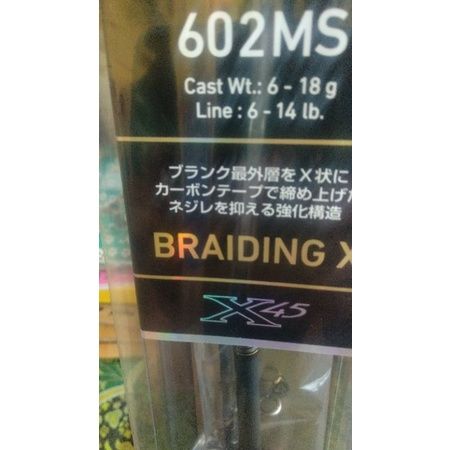 602MS
Cast Wt.: 6 - 18 g
Line : 6 - 14 lb.
ブランク最外層をX状に
カーボンテープで締め上げた
ネジレを抑える強化構造
BRAIDING X
X45